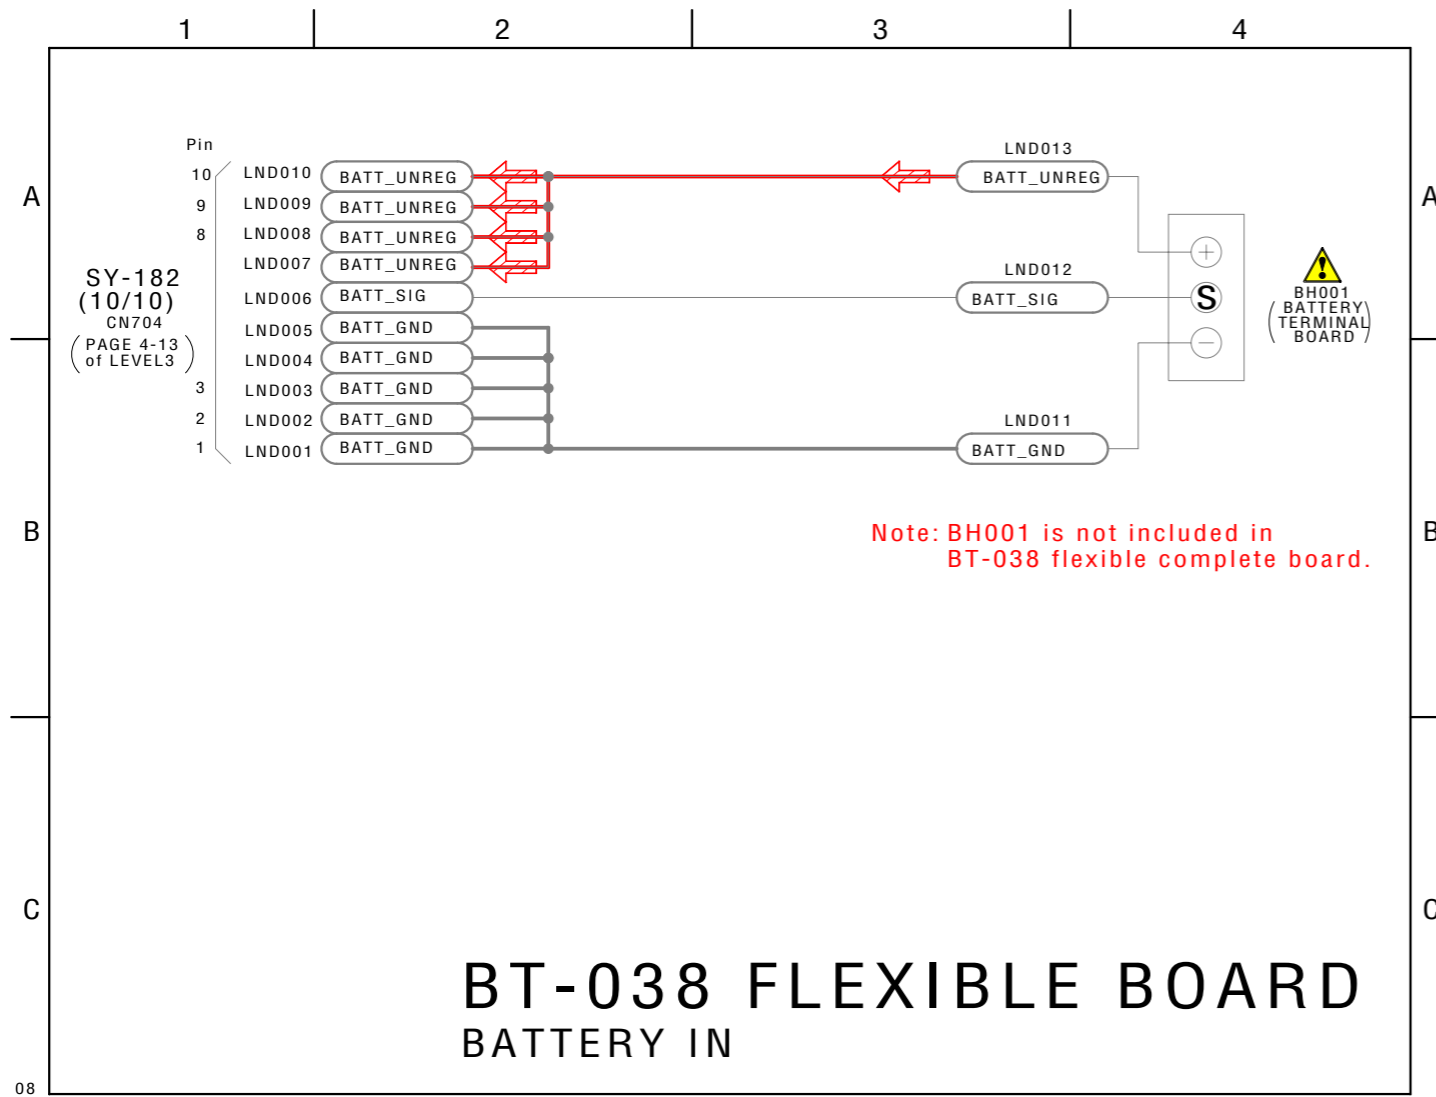 1 2 3 4
Pin
LND013
10 LND010 BATT_UNREG BATT_UNREG
A A
9 LND009 BATT_UNREG
8 LND008 BATT_UNREG
+
LND007 BATT_UNREG
LND012
SY-182
(10/10)
LND006 BATT_SIG BATT_SIG S
BH001
( BATTERY )
TERMINAL
BOARD
CN704
LND005 BATT_GND
(PAGE 4-13
of LEVEL3)
−
LND004 BATT_GND
3 LND003 BATT_GND
2 LND002 BATT_GND
LND011
1 LND001 BATT_GND BATT_GND
B B
Note: BH001 is not included in
BT-038 flexible complete board.
C C
BT-038 FLEXIBLE BOARD
BATTERY IN
08